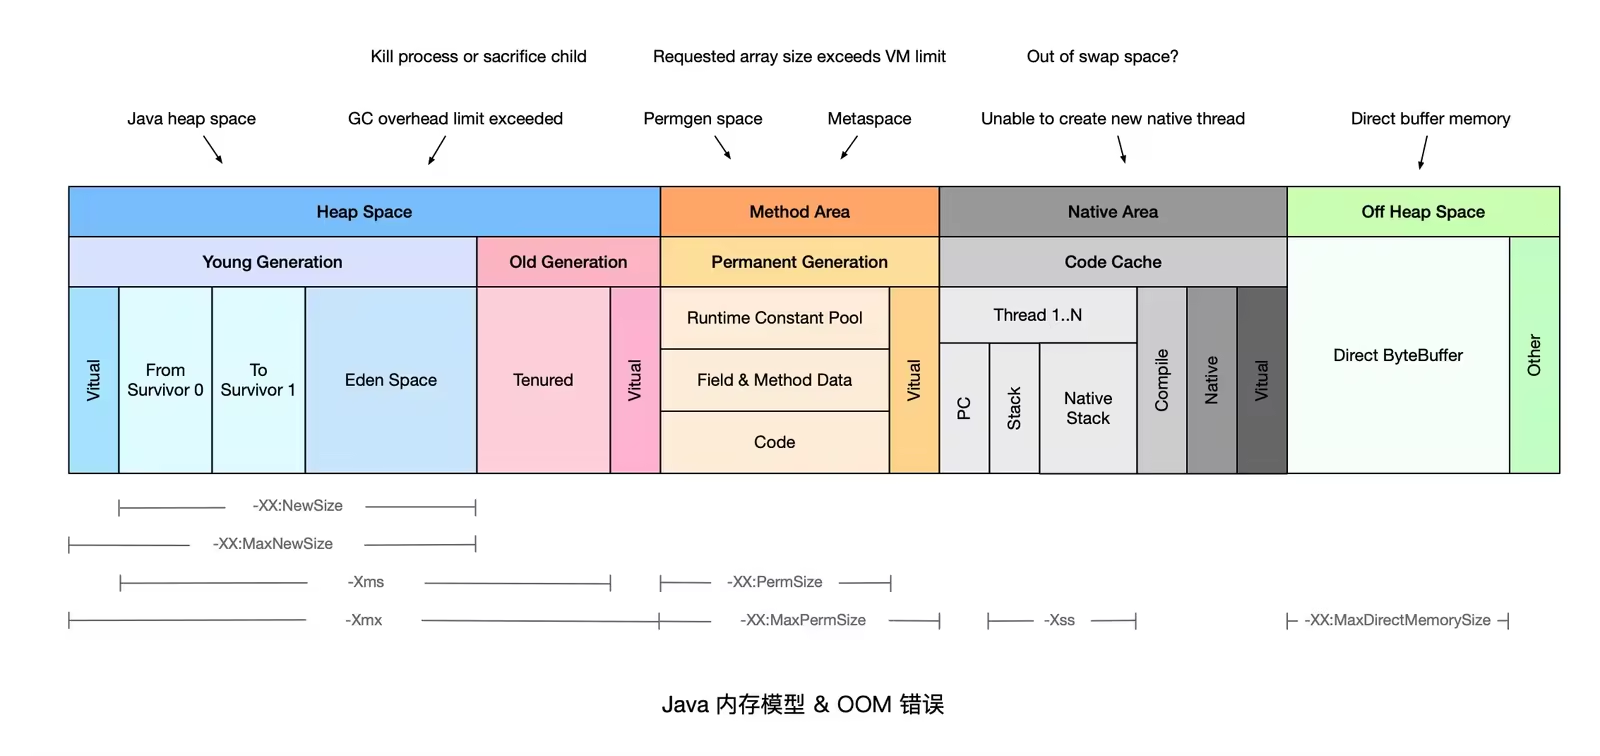 Kill process or sacrifice child
Requested array size exceeds VM limit
Out of swap space?
Java heap space
GC overhead limit exceeded
Permgen space
Metaspace
Unable to create new native thread
Direct buffer memory
Heap Space
Method Area
Native Area
Off Heap Space
Young Generation
Old Generation
Permanent Generation
Code Cache
Vitual
From
Survivor 0
To
Survivor 1
Eden Space
Tenured
Vitual
Runtime Constant Pool
Field & Method Data
Code
Vitual
Thread 1..N
PC
Stack
Native
Stack
Compile
Native
Vitual
Direct ByteBuffer
Other
-XX:NewSize
-XX:MaxNewSize
-Xms
-XX:PermSize
-Xmx
-XX:MaxPermSize
-Xss
-XX:MaxDirectMemorySize
Java 内存模型 & OOM 错误